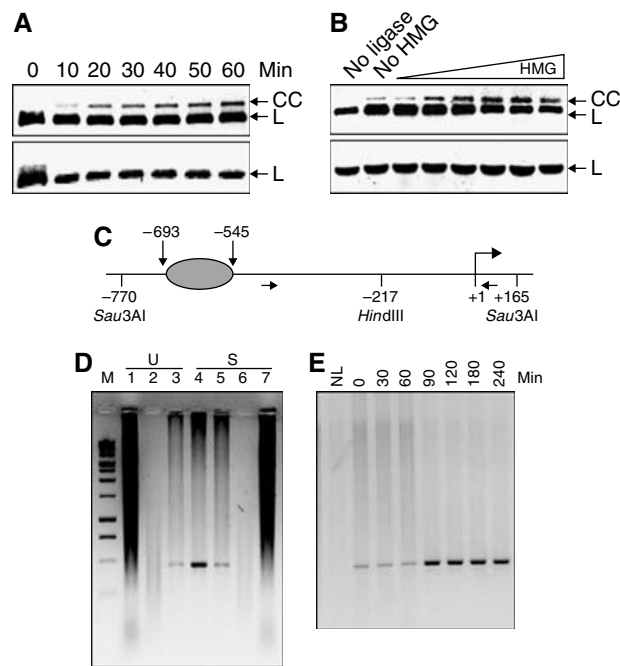 A
0 10 20 30 40 50 60 Min
CC
L
L
B
No ligase
No HMG
HMG
CC
L
L
C
−693 −545
−770 −217 +1 +165
Sau3AI HindIII Sau3AI
D
U S
M 1 2 3 4 5 6 7
E
NL 0 30 60 90 120 180 240 Min